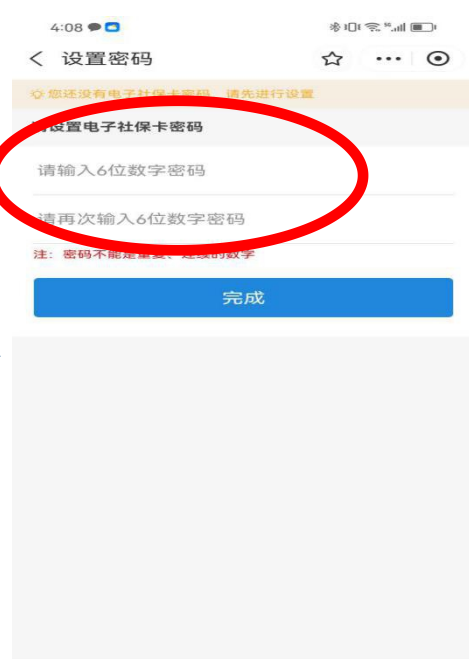 4:08
设置密码
您还没有电子社保卡密码，请先进行设置
设置电子社保卡密码
请输入6位数字密码
请再次输入6位数字密码
注：密码不能是重复、连续的数字
完成